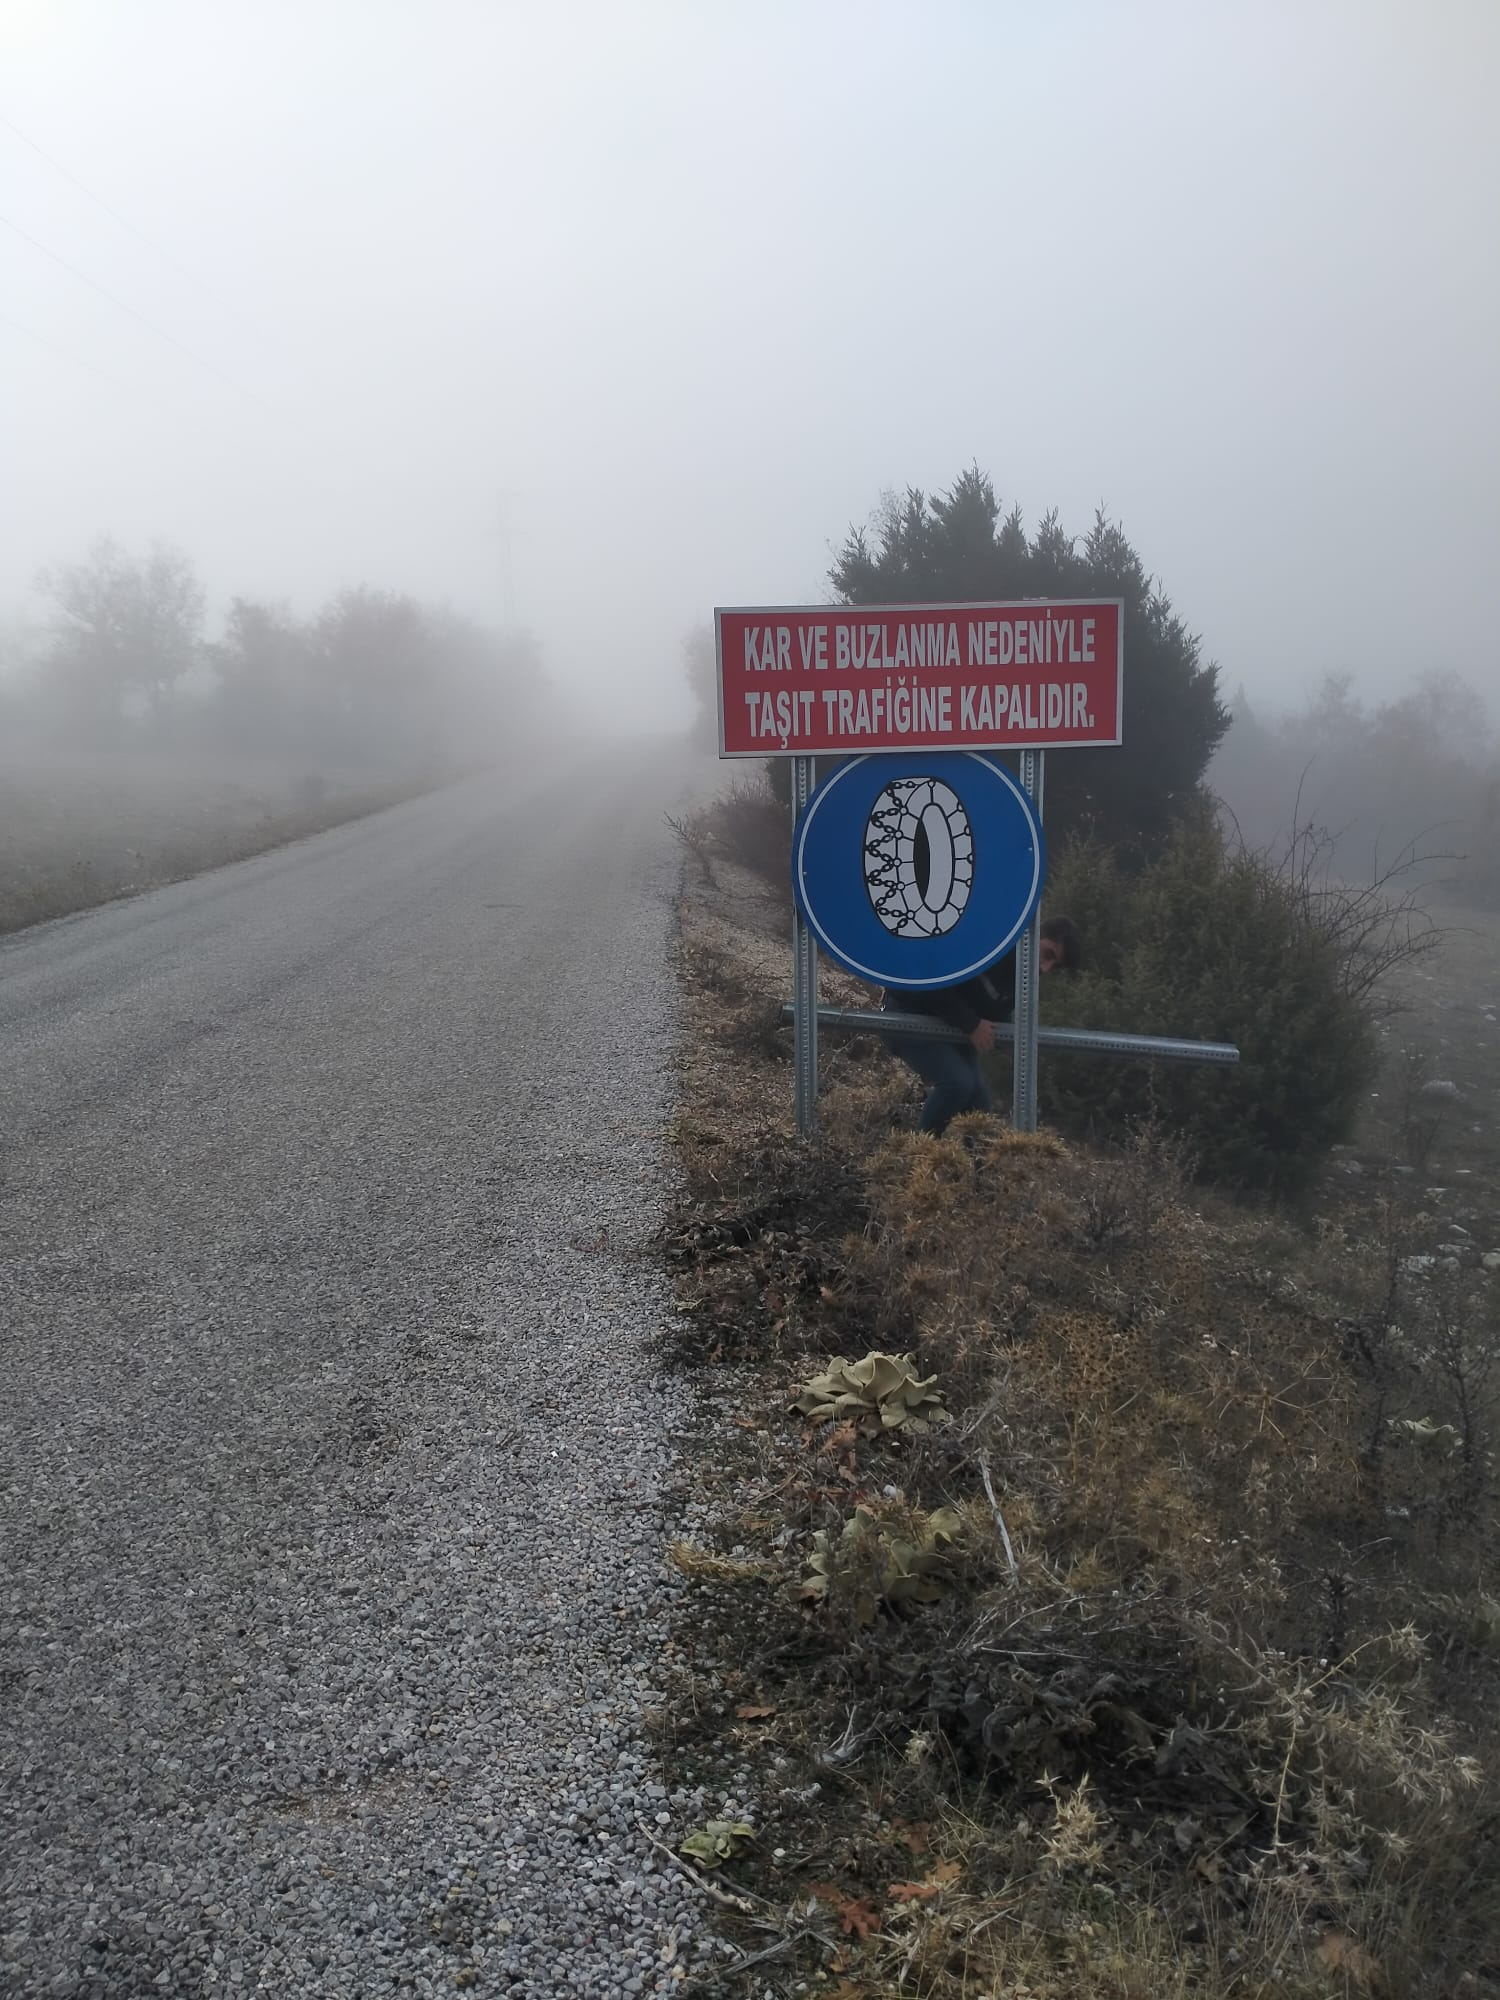 KAR VE BUZLANMA NEDENİYLE
TAŞIT TRAFİĞİNE KAPALIDIR.